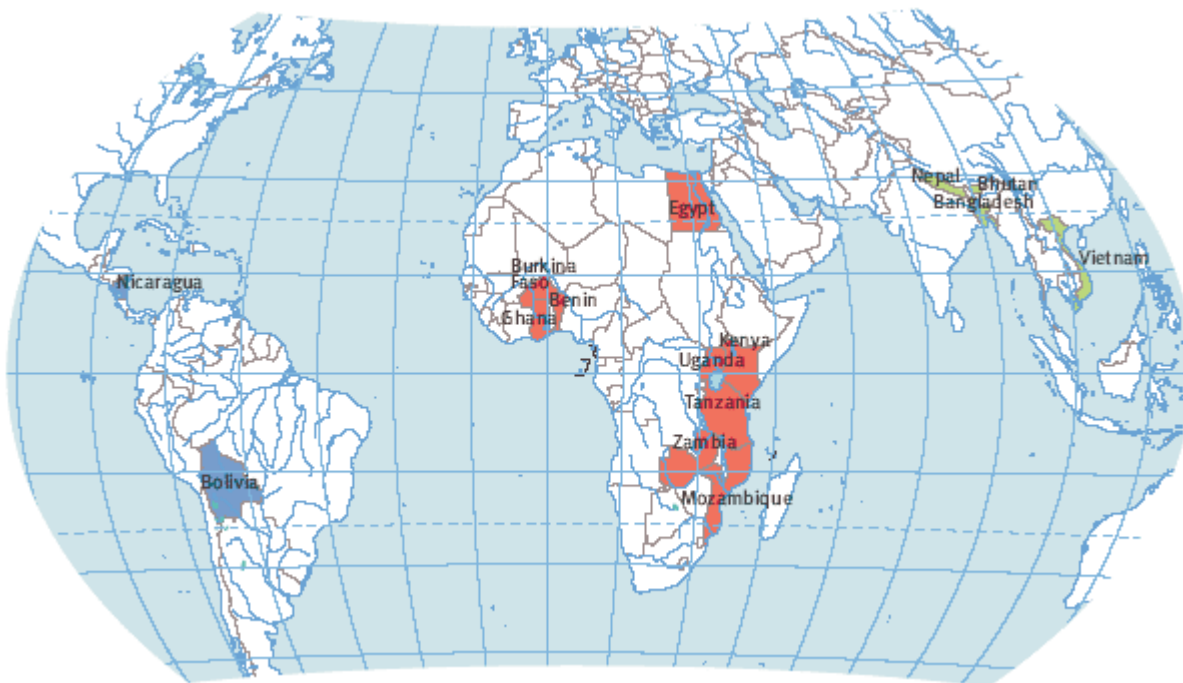 Nepal
Bhutan
Bangladesh
Egypt
Vietnam
Burkina
Faso
Nicaragua
Benin
Ghana
Kenya
Uganda
Tanzania
Zambia
Bolivia
Mozambique